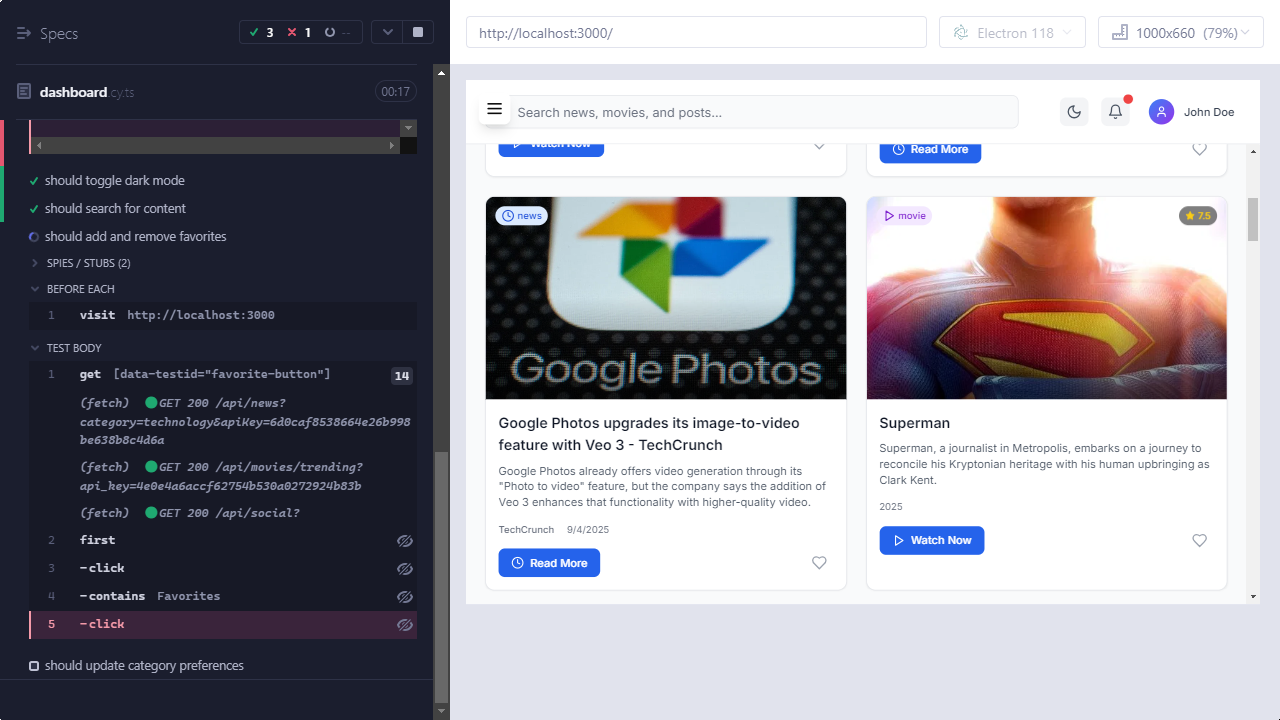 Specs
3
1
--
dashboard.cy.ts
00:17
should toggle dark mode
should search for content
should add and remove favorites
SPIES / STUBS (2)
BEFORE EACH
1 visit http://localhost:3000
TEST BODY
1 get [data-testid="favorite-button"] 14
(fetch) GET 200 /api/news?
category=technology&apiKey=6d0caf8538664e26b998
be638b8c4d6a
(fetch) GET 200 /api/movies/trending?
api_key=4e0e4a6accf62754b530a0272924b83b
(fetch) GET 200 /api/social?
2 first
3 -click
4 -contains Favorites
5 -click
should update category preferences
http://localhost:3000/
Electron 118
1000x660 (79%)
Search news, movies, and posts...
John Doe
Watch Now
Read More
news
Google Photos
Google Photos upgrades its image-to-video
feature with Veo 3 - TechCrunch
Google Photos already offers video generation through its
"Photo to video" feature, but the company says the addition of
Veo 3 enhances that functionality with higher-quality video.
TechCrunch 9/4/2025
Read More
movie
7.5
Superman
Superman, a journalist in Metropolis, embarks on a journey to
reconcile his Kryptonian heritage with his human upbringing as
Clark Kent.
2025
Watch Now